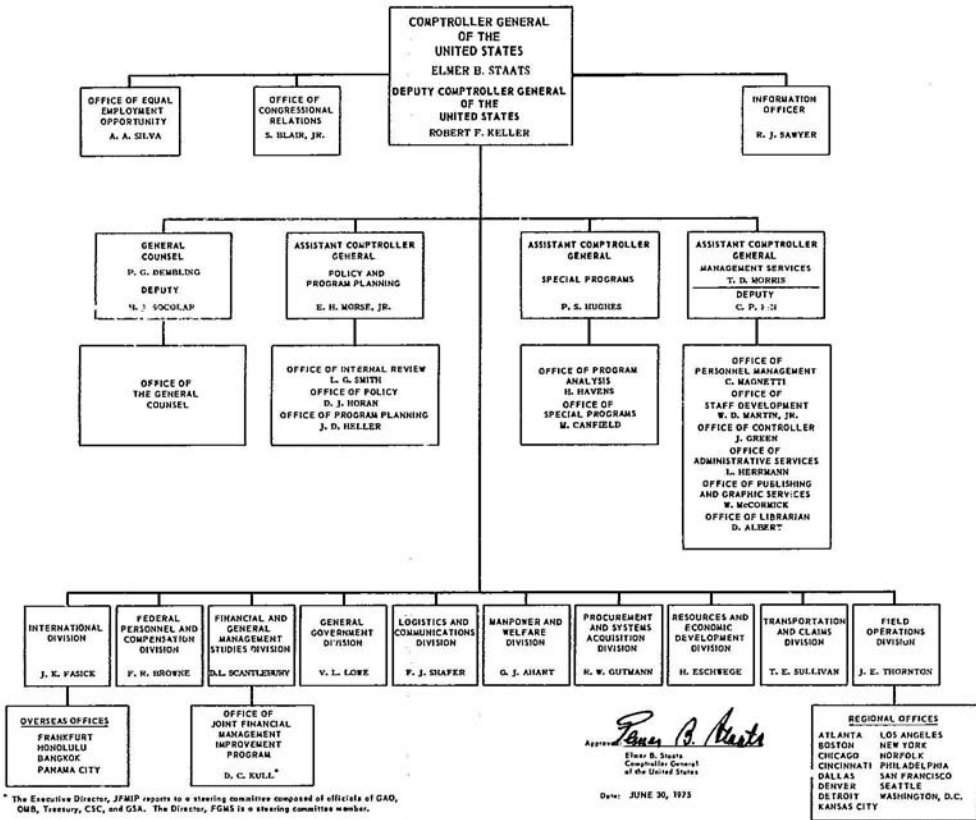 COMPTROLLER GENERAL
OF THE
UNITED STATES
ELMER B. STAATS
DEPUTY COMPTROLLER GENERAL
OF THE
UNITED STATES
ROBERT F. KELLER
OFFICE OF EQUAL
EMPLOYMENT
OPPORTUNITY
A. A. SILVA
OFFICE OF
CONGRESSIONAL
RELATIONS
S. BLAIR, JR.
INFORMATION
OFFICER
R. J. SAWYER
GENERAL
COUNSEL
P. G. DEMBLING
DEPUTY
SOCOLAR
ASSISTANT COMPTROLLER
GENERAL
POLICY AND
PROGRAM PLANNING
E. H. MORSE, JR.
ASSISTANT COMPTROLLER
GENERAL
SPECIAL PROGRAMS
P. S. HUGHES
ASSISTANT COMPTROLLER
GENERAL
MANAGEMENT SERVICES
T. D. MORRIS
DEPUTY
C. P.
OFFICE OF
THE GENERAL
COUNSEL
OFFICE OF INTERNAL REVIEW
L. G. SMITH
OFFICE OF POLICY
D. J. HORAN
OFFICE OF PROGRAM PLANNING
J. D. HELLER
OFFICE OF PROGRAM
ANALYSIS
H. HAVENS
OFFICE OF
SPECIAL PROGRAMS
M. CANFIELD
OFFICE OF
PERSONNEL MANAGEMENT
C. MAGNETTI
OFFICE OF
STAFF DEVELOPMENT
W. D. MARTIN, JR.
OFFICE OF CONTROLLER
J. GREEN
OFFICE OF
ADMINISTRATIVE SERVICES
L. HERRMANN
OFFICE OF PUBLISHING
AND GRAPHIC SERVICES
W. McCORMICK
OFFICE OF LIBRARIAN
D. ALBERT
INTERNATIONAL
DIVISION
J. K. FASICK
FEDERAL
PERSONNEL AND
COMPENSATION
DIVISION
F. R. BROWNE
FINANCIAL AND
GENERAL MANAGEMENT
STUDIES DIVISION
D.L. SCANTLEBURY
GENERAL
GOVERNMENT
DIVISION
V. L. LOWE
LOGISTICS AND
COMMUNICATIONS
DIVISION
F. J. SHAFER
MANPOWER AND
WELFARE DIVISION
G. J. AHART
PROCUREMENT
AND SYSTEMS
ACQUISITION
DIVISION
R. W. GUTMANN
RESOURCES AND
ECONOMIC
DEVELOPMENT
DIVISION
H. ESCHWEGE
TRANSPORTATION
AND CLAIMS
DIVISION
T. E. SULLIVAN
FIELD
OPERATIONS
DIVISION
J. E. THORNTON
OVERSEAS OFFICES
FRANKFURT
HONOLULU
BANGKOK
PANAMA CITY
OFFICE OF
JOINT FINANCIAL
MANAGEMENT
IMPROVEMENT
PROGRAM
D. C. KULL*
Approved Elmer B. Staats
Elmer B. Staats
Comptroller General
of the United States
Date: JUNE 30, 1975
REGIONAL OFFICES
ATLANTA LOS ANGELES
BOSTON NEW YORK
CHICAGO NORFOLK
CINCINNATI PHILADELPHIA
DALLAS SAN FRANCISCO
DENVER SEATTLE
DETROIT WASHINGTON, D.C.
KANSAS CITY
* The Executive Director, JFMIP reports to a steering committee composed of officials of GAO,
OMB, Treasury, CSC, and GSA. The Director, FGMS is a steering committee member.